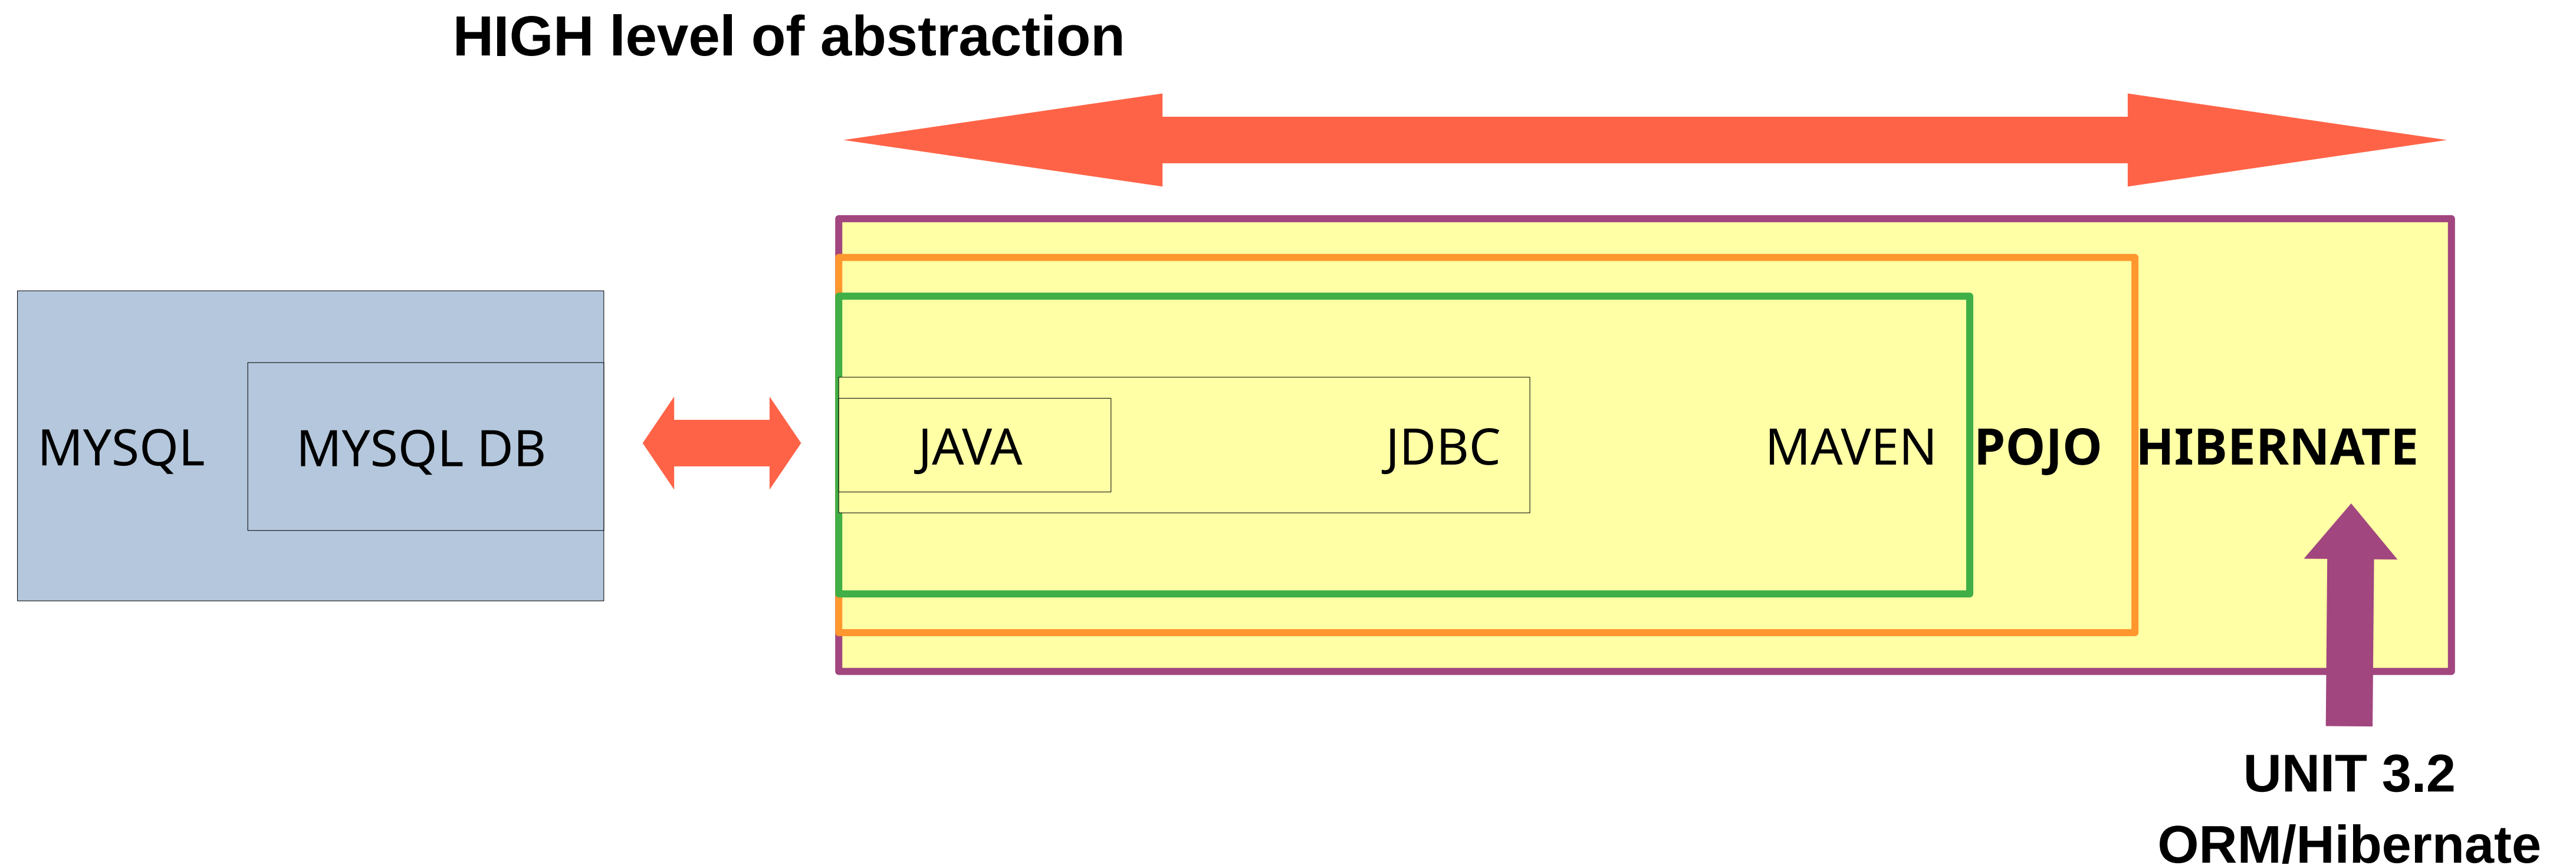 HIGH level of abstraction
MYSQL
MYSQL DB
JAVA
JDBC
MAVEN
POJO
HIBERNATE
UNIT 3.2
ORM/Hibernate